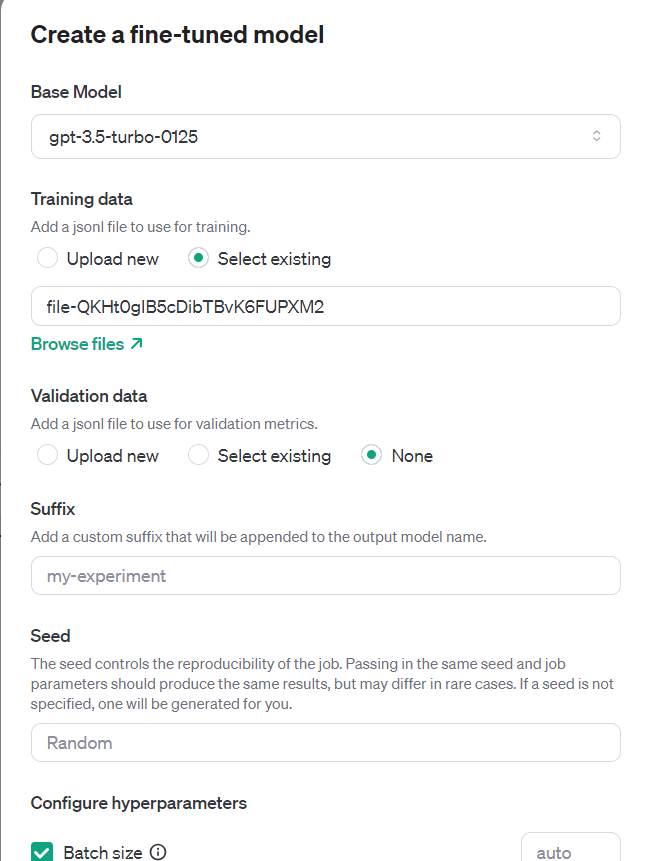 Create a fine-tuned model
Base Model
gpt-3.5-turbo-0125
Training data
Add a jsonl file to use for training.
Upload new
Select existing
file-QKHt0gIB5cDibTBvK6FUPXM2
Browse files
Validation data
Add a jsonl file to use for validation metrics.
Upload new
Select existing
None
Suffix
Add a custom suffix that will be appended to the output model name.
my-experiment
Seed
The seed controls the reproducibility of the job. Passing in the same seed and job
parameters should produce the same results, but may differ in rare cases. If a seed is not
specified, one will be generated for you.
Random
Configure hyperparameters
Batch size
auto